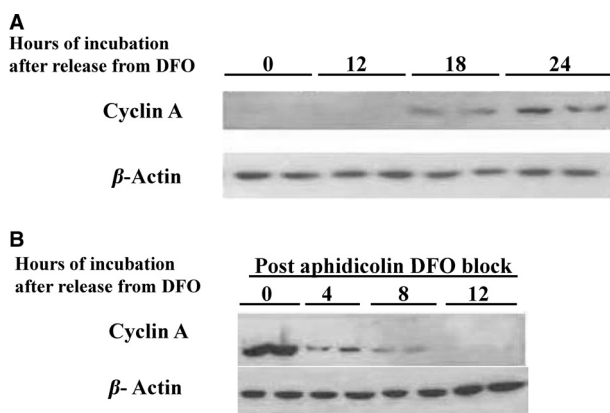 A
Hours of incubation
after release from DFO
0 12 18 24
Cyclin A
β-Actin
B
Hours of incubation
after release from DFO
Post aphidicolin DFO block
0 4 8 12
Cyclin A
β- Actin